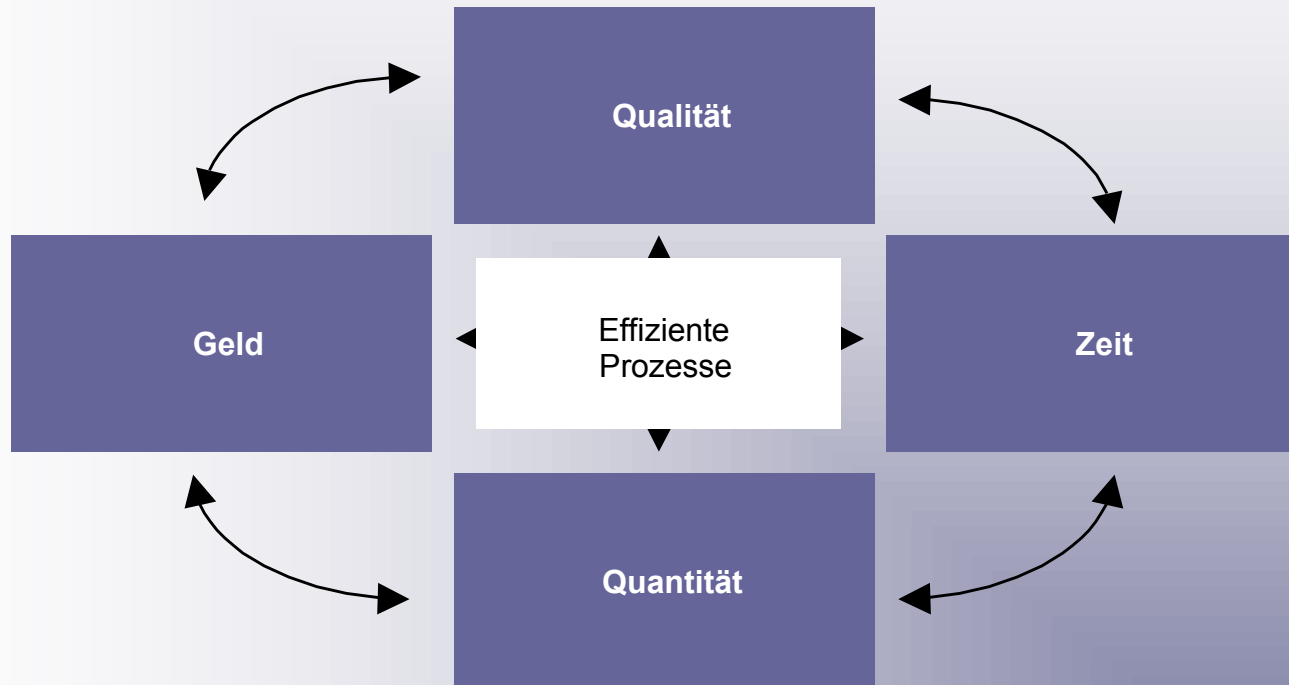 Qualität
Geld
Effiziente
Prozesse
Zeit
Quantität